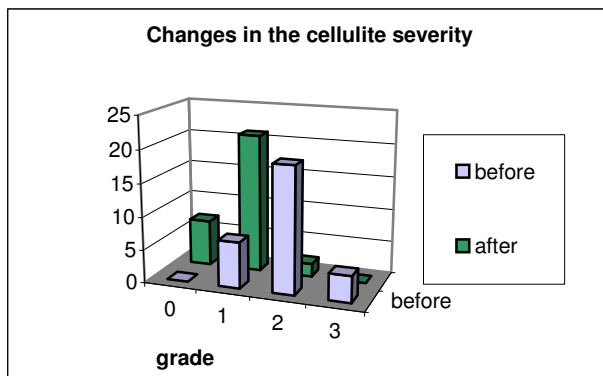 Changes in the cellulite severity
25
20
15
10
5
0
0 1 2 3
before
grade
before
after